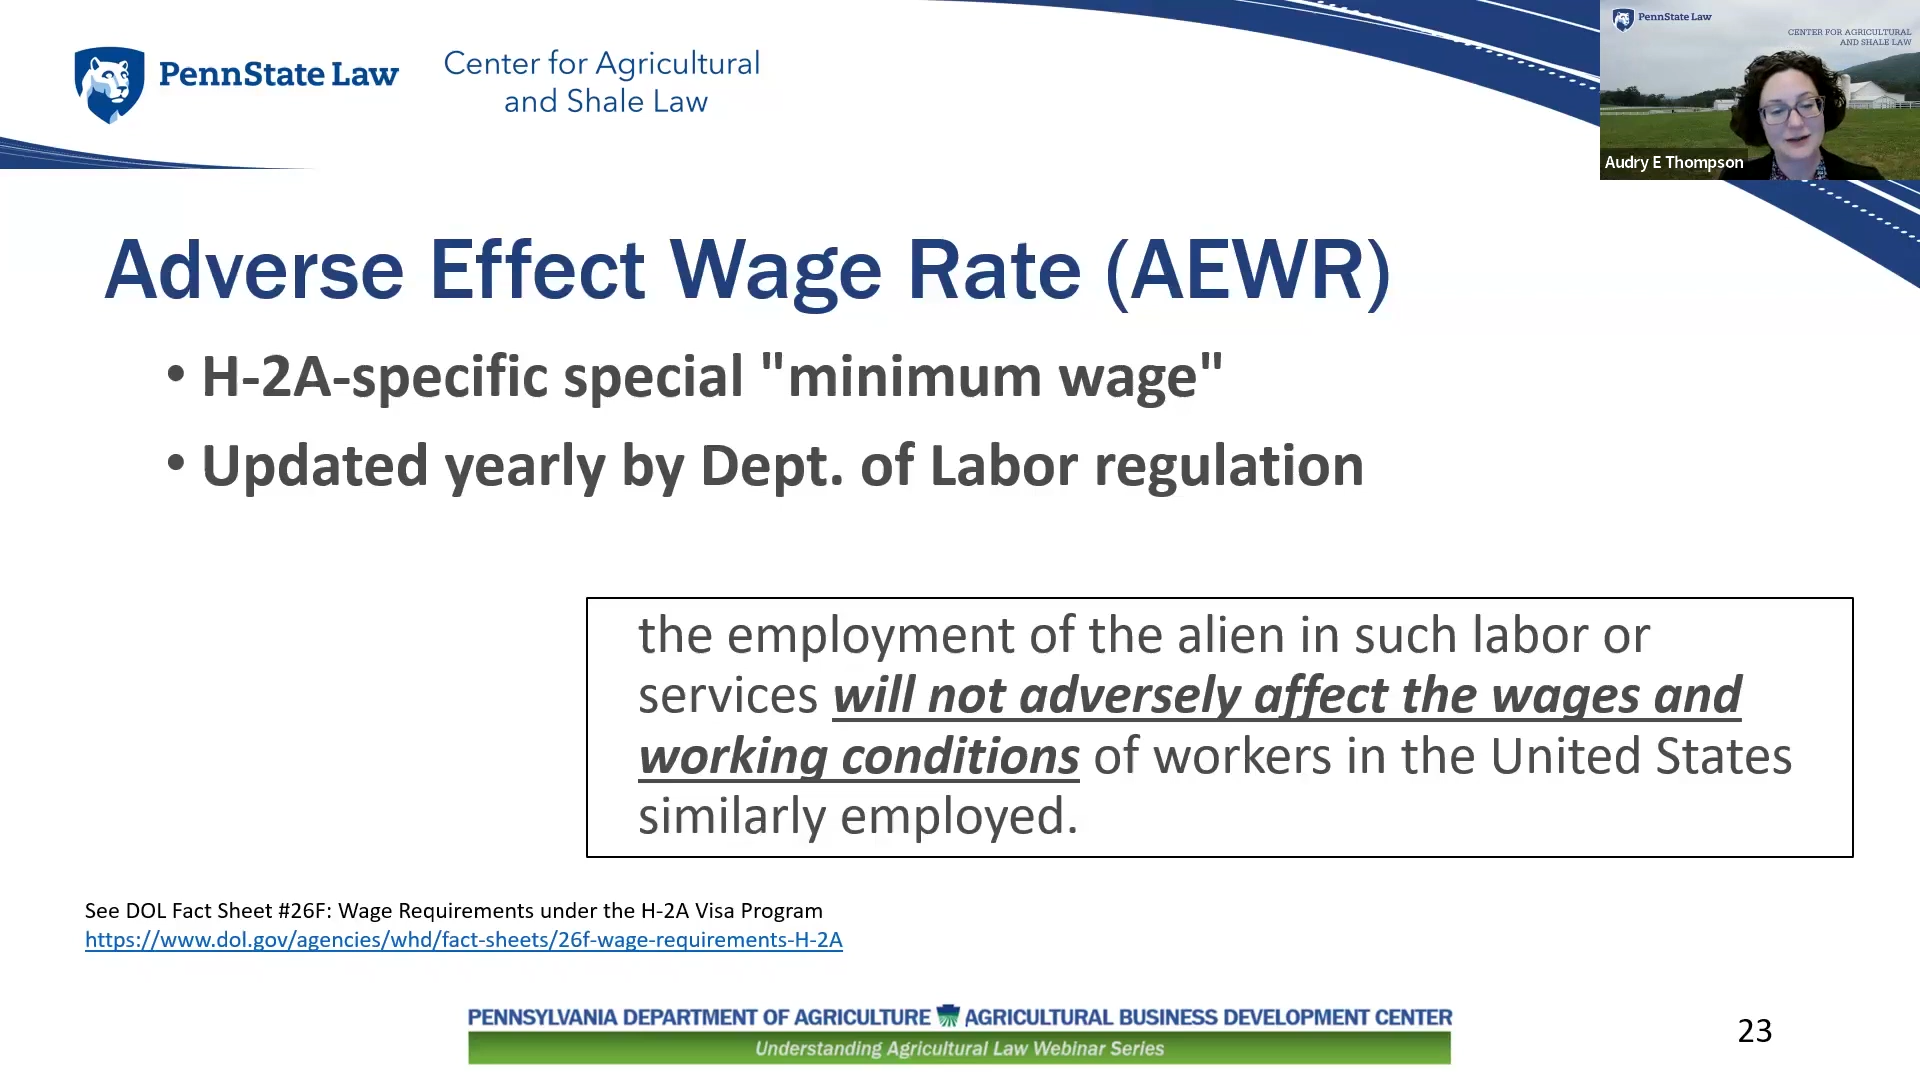 PennState Law
Center for Agricultural
and Shale Law
PennState Law
CENTER FOR AGRICULTURAL
AND SHALE LAW
Audry E Thompson
Adverse Effect Wage Rate (AEWR)
• H-2A-specific special "minimum wage"
• Updated yearly by Dept. of Labor regulation
the employment of the alien in such labor or
services will not adversely affect the wages and
working conditions of workers in the United States
similarly employed.
See DOL Fact Sheet #26F: Wage Requirements under the H-2A Visa Program
https://www.dol.gov/agencies/whd/fact-sheets/26f-wage-requirements-H-2A
PENNSYLVANIA DEPARTMENT OF AGRICULTURE AGRICULTURAL BUSINESS DEVELOPMENT CENTER
Understanding Agricultural Law Webinar Series
23